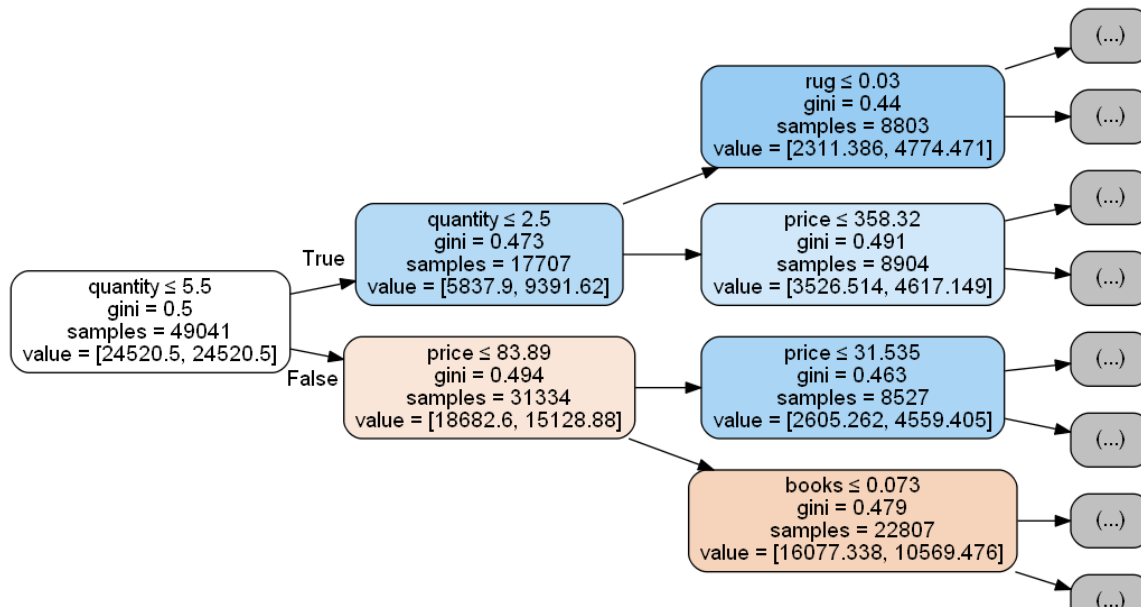 quantity ≤ 5.5
gini = 0.5
samples = 49041
value = [24520.5, 24520.5]
True
False
quantity ≤ 2.5
gini = 0.473
samples = 17707
value = [5837.9, 9391.62]
price ≤ 83.89
gini = 0.494
samples = 31334
value = [18682.6, 15128.88]
rug ≤ 0.03
gini = 0.44
samples = 8803
value = [2311.386, 4774.471]
price ≤ 358.32
gini = 0.491
samples = 8904
value = [3526.514, 4617.149]
price ≤ 31.535
gini = 0.463
samples = 8527
value = [2605.262, 4559.405]
books ≤ 0.073
gini = 0.479
samples = 22807
value = [16077.338, 10569.476]
(...)
(...)
(...)
(...)
(...)
(...)
(...)
(...)